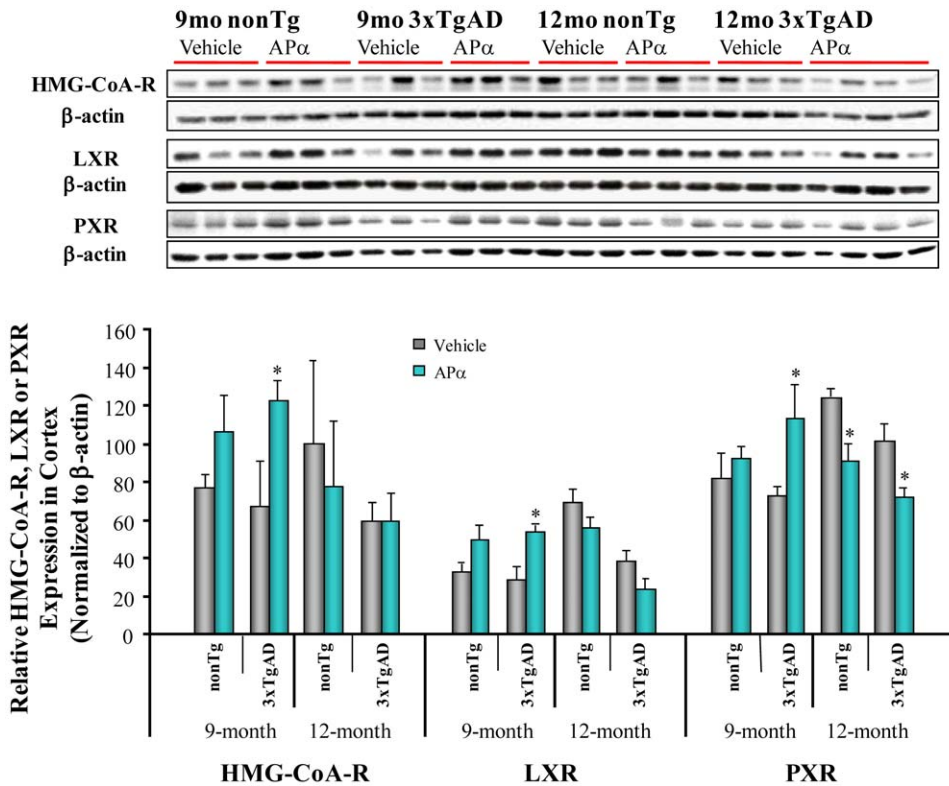 9mo nonTg 9mo 3xTgAD 12mo nonTg 12mo 3xTgAD
Vehicle APα Vehicle APα Vehicle APα Vehicle APα
HMG-CoA-R
β-actin
LXR
β-actin
PXR
β-actin
Relative HMG-CoA-R, LXR or PXR
Expression in Cortex
(Normalized to β-actin)
160
140
120
100
80
60
40
20
0
Vehicle
APα
*
*
*
*
*
nonTg 3xTgAD nonTg 3xTgAD nonTg 3xTgAD nonTg 3xTgAD nonTg 3xTgAD nonTg 3xTgAD
9-month 12-month 9-month 12-month 9-month 12-month
HMG-CoA-R LXR PXR